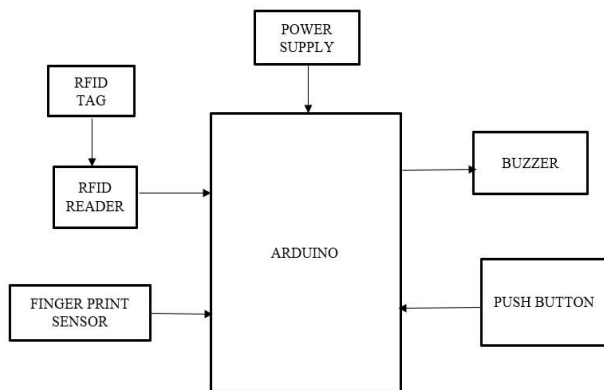 POWER
SUPPLY
RFID
TAG
RFID
READER
BUZZER
ARDUINO
FINGER PRINT
SENSOR
PUSH BUTTON